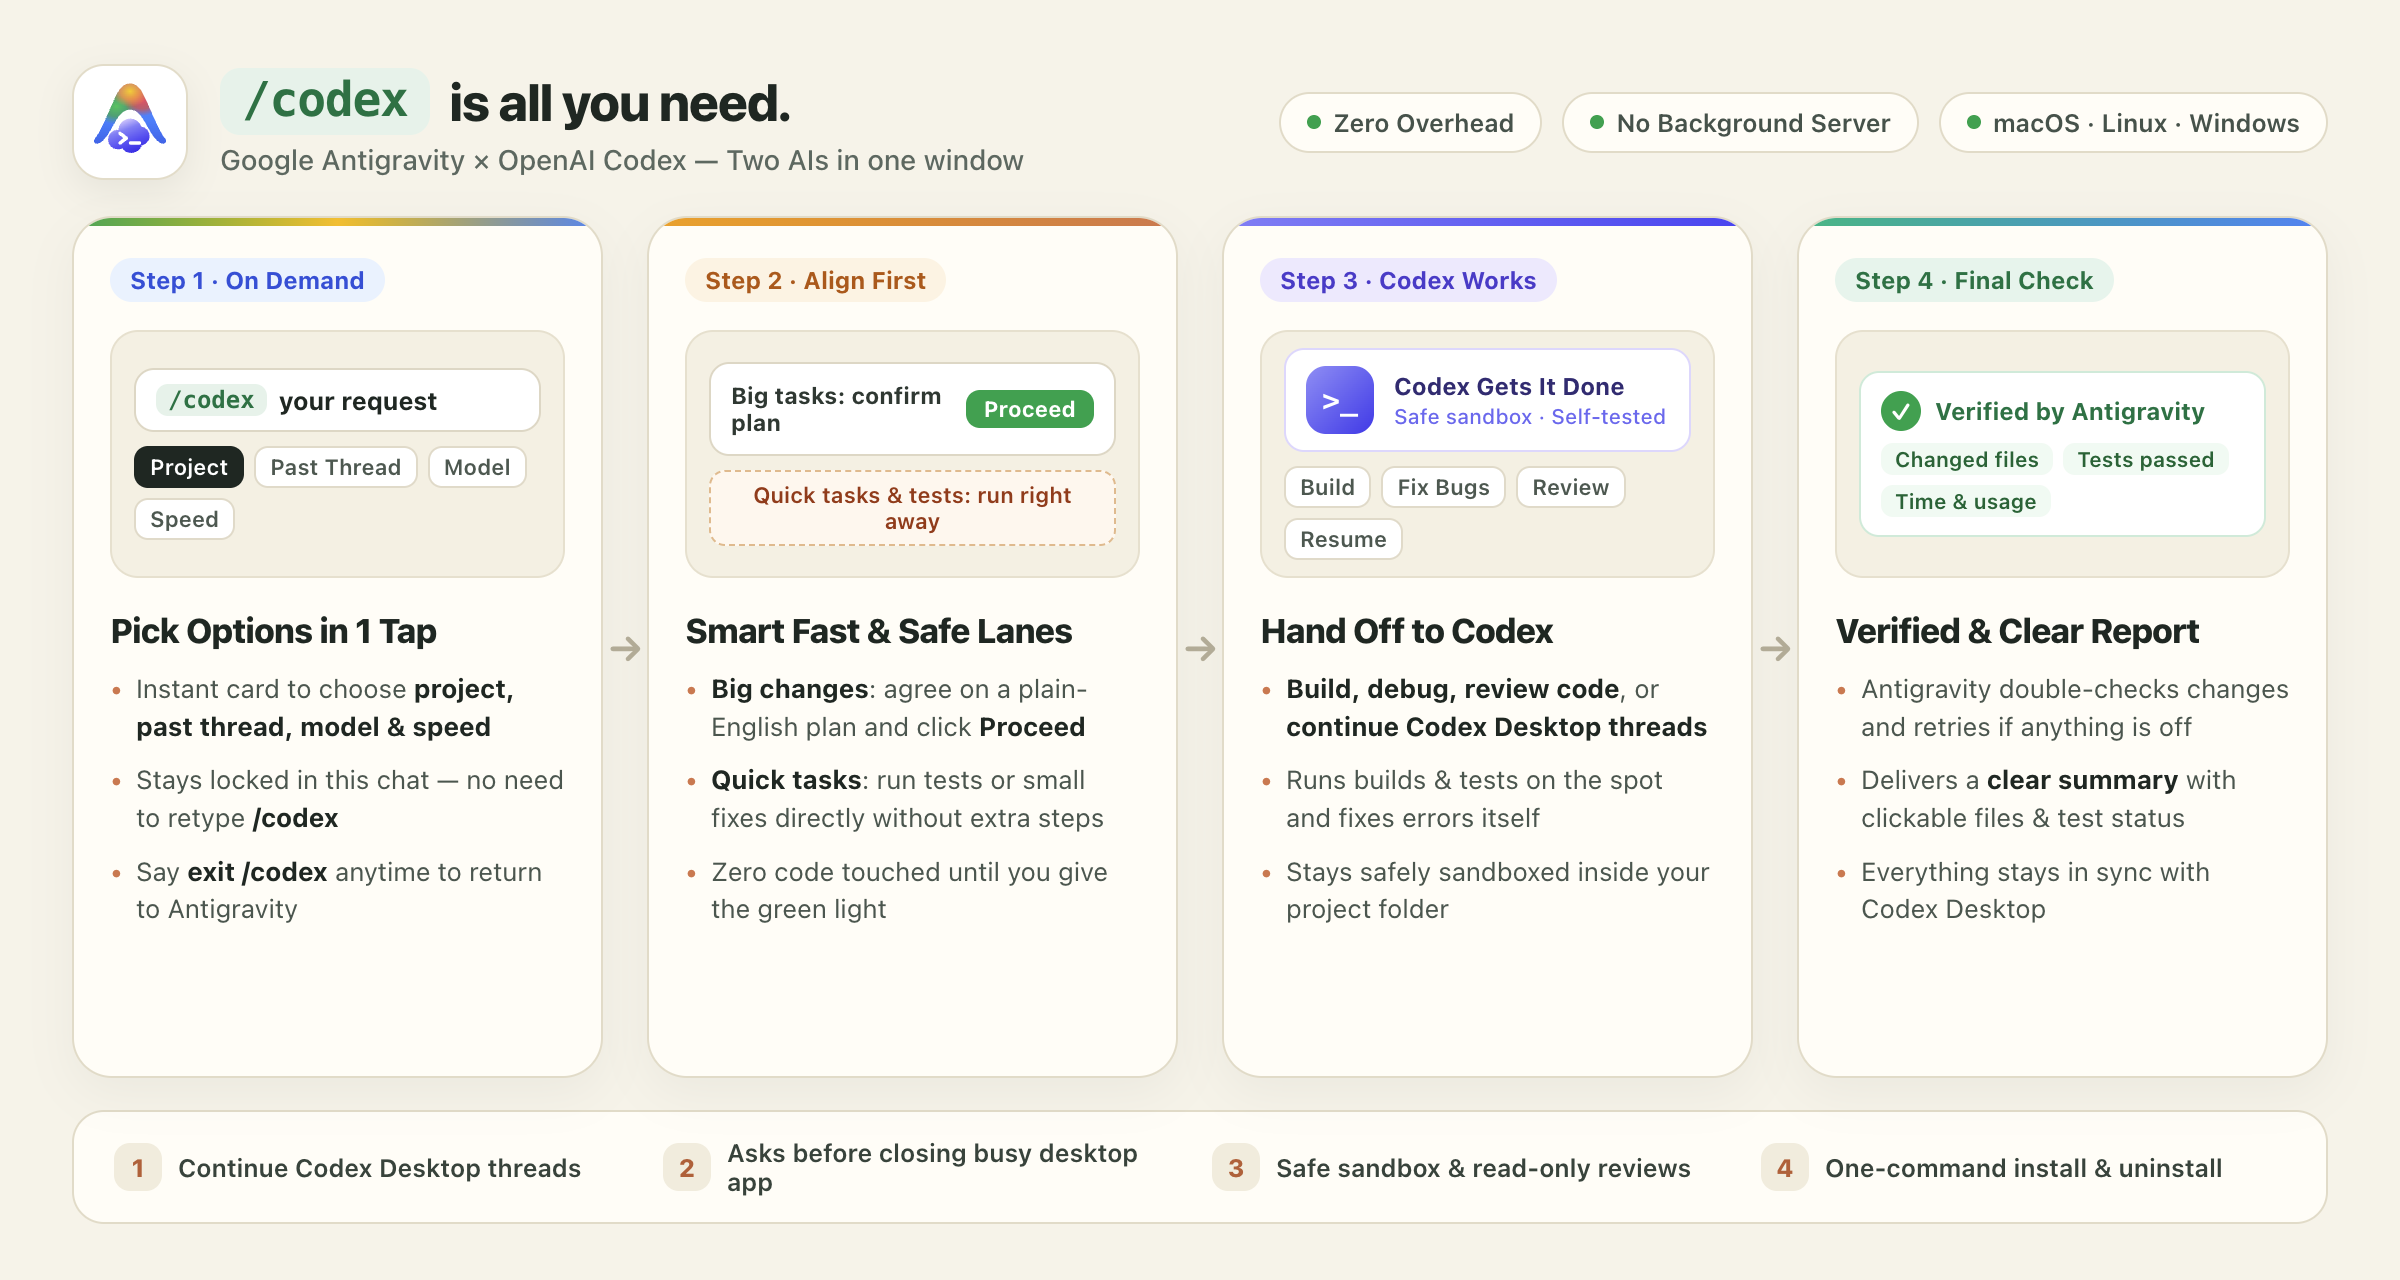 /codex is all you need.
Google Antigravity × OpenAI Codex — Two AIs in one window
Zero Overhead
No Background Server
macOS · Linux · Windows
Step 1 · On Demand
/codex your request
Project
Past Thread
Model
Speed
Pick Options in 1 Tap
• Instant card to choose project,
past thread, model & speed
• Stays locked in this chat — no need
to retype /codex
• Say exit /codex anytime to return
to Antigravity
Step 2 · Align First
Big tasks: confirm
plan
Proceed
Quick tasks & tests: run right
away
Smart Fast & Safe Lanes
• Big changes: agree on a plain-
English plan and click Proceed
• Quick tasks: run tests or small
fixes directly without extra steps
• Zero code touched until you give
the green light
Step 3 · Codex Works
>_
Codex Gets It Done
Safe sandbox · Self-tested
Build
Fix Bugs
Review
Resume
Hand Off to Codex
• Build, debug, review code, or
continue Codex Desktop threads
• Runs builds & tests on the spot
and fixes errors itself
• Stays safely sandboxed inside your
project folder
Step 4 · Final Check
Verified by Antigravity
Changed files
Tests passed
Time & usage
Verified & Clear Report
• Antigravity double-checks changes
and retries if anything is off
• Delivers a clear summary with
clickable files & test status
• Everything stays in sync with
Codex Desktop
1 Continue Codex Desktop threads
2 Asks before closing busy desktop
app
3 Safe sandbox & read-only reviews
4 One-command install & uninstall